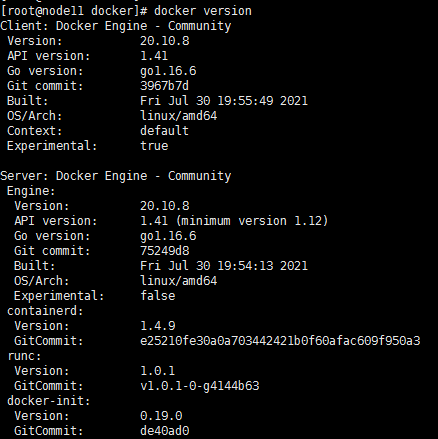 [root@node11 docker]# docker version
Client: Docker Engine - Community
 Version:           20.10.8
 API version:       1.41
 Go version:        go1.16.6
 Git commit:        3967b7d
 Built:             Fri Jul 30 19:55:49 2021
 OS/Arch:           linux/amd64
 Context:           default
 Experimental:      true

Server: Docker Engine - Community
 Engine:
  Version:          20.10.8
  API version:      1.41 (minimum version 1.12)
  Go version:       go1.16.6
  Git commit:       75249d8
  Built:            Fri Jul 30 19:54:13 2021
  OS/Arch:          linux/amd64
  Experimental:     false
 containerd:
  Version:          1.4.9
  GitCommit:        e25210fe30a0a703442421b0f60afac609f950a3
 runc:
  Version:          1.0.1
  GitCommit:        v1.0.1-0-g4144b63
 docker-init:
  Version:          0.19.0
  GitCommit:        de40ad0